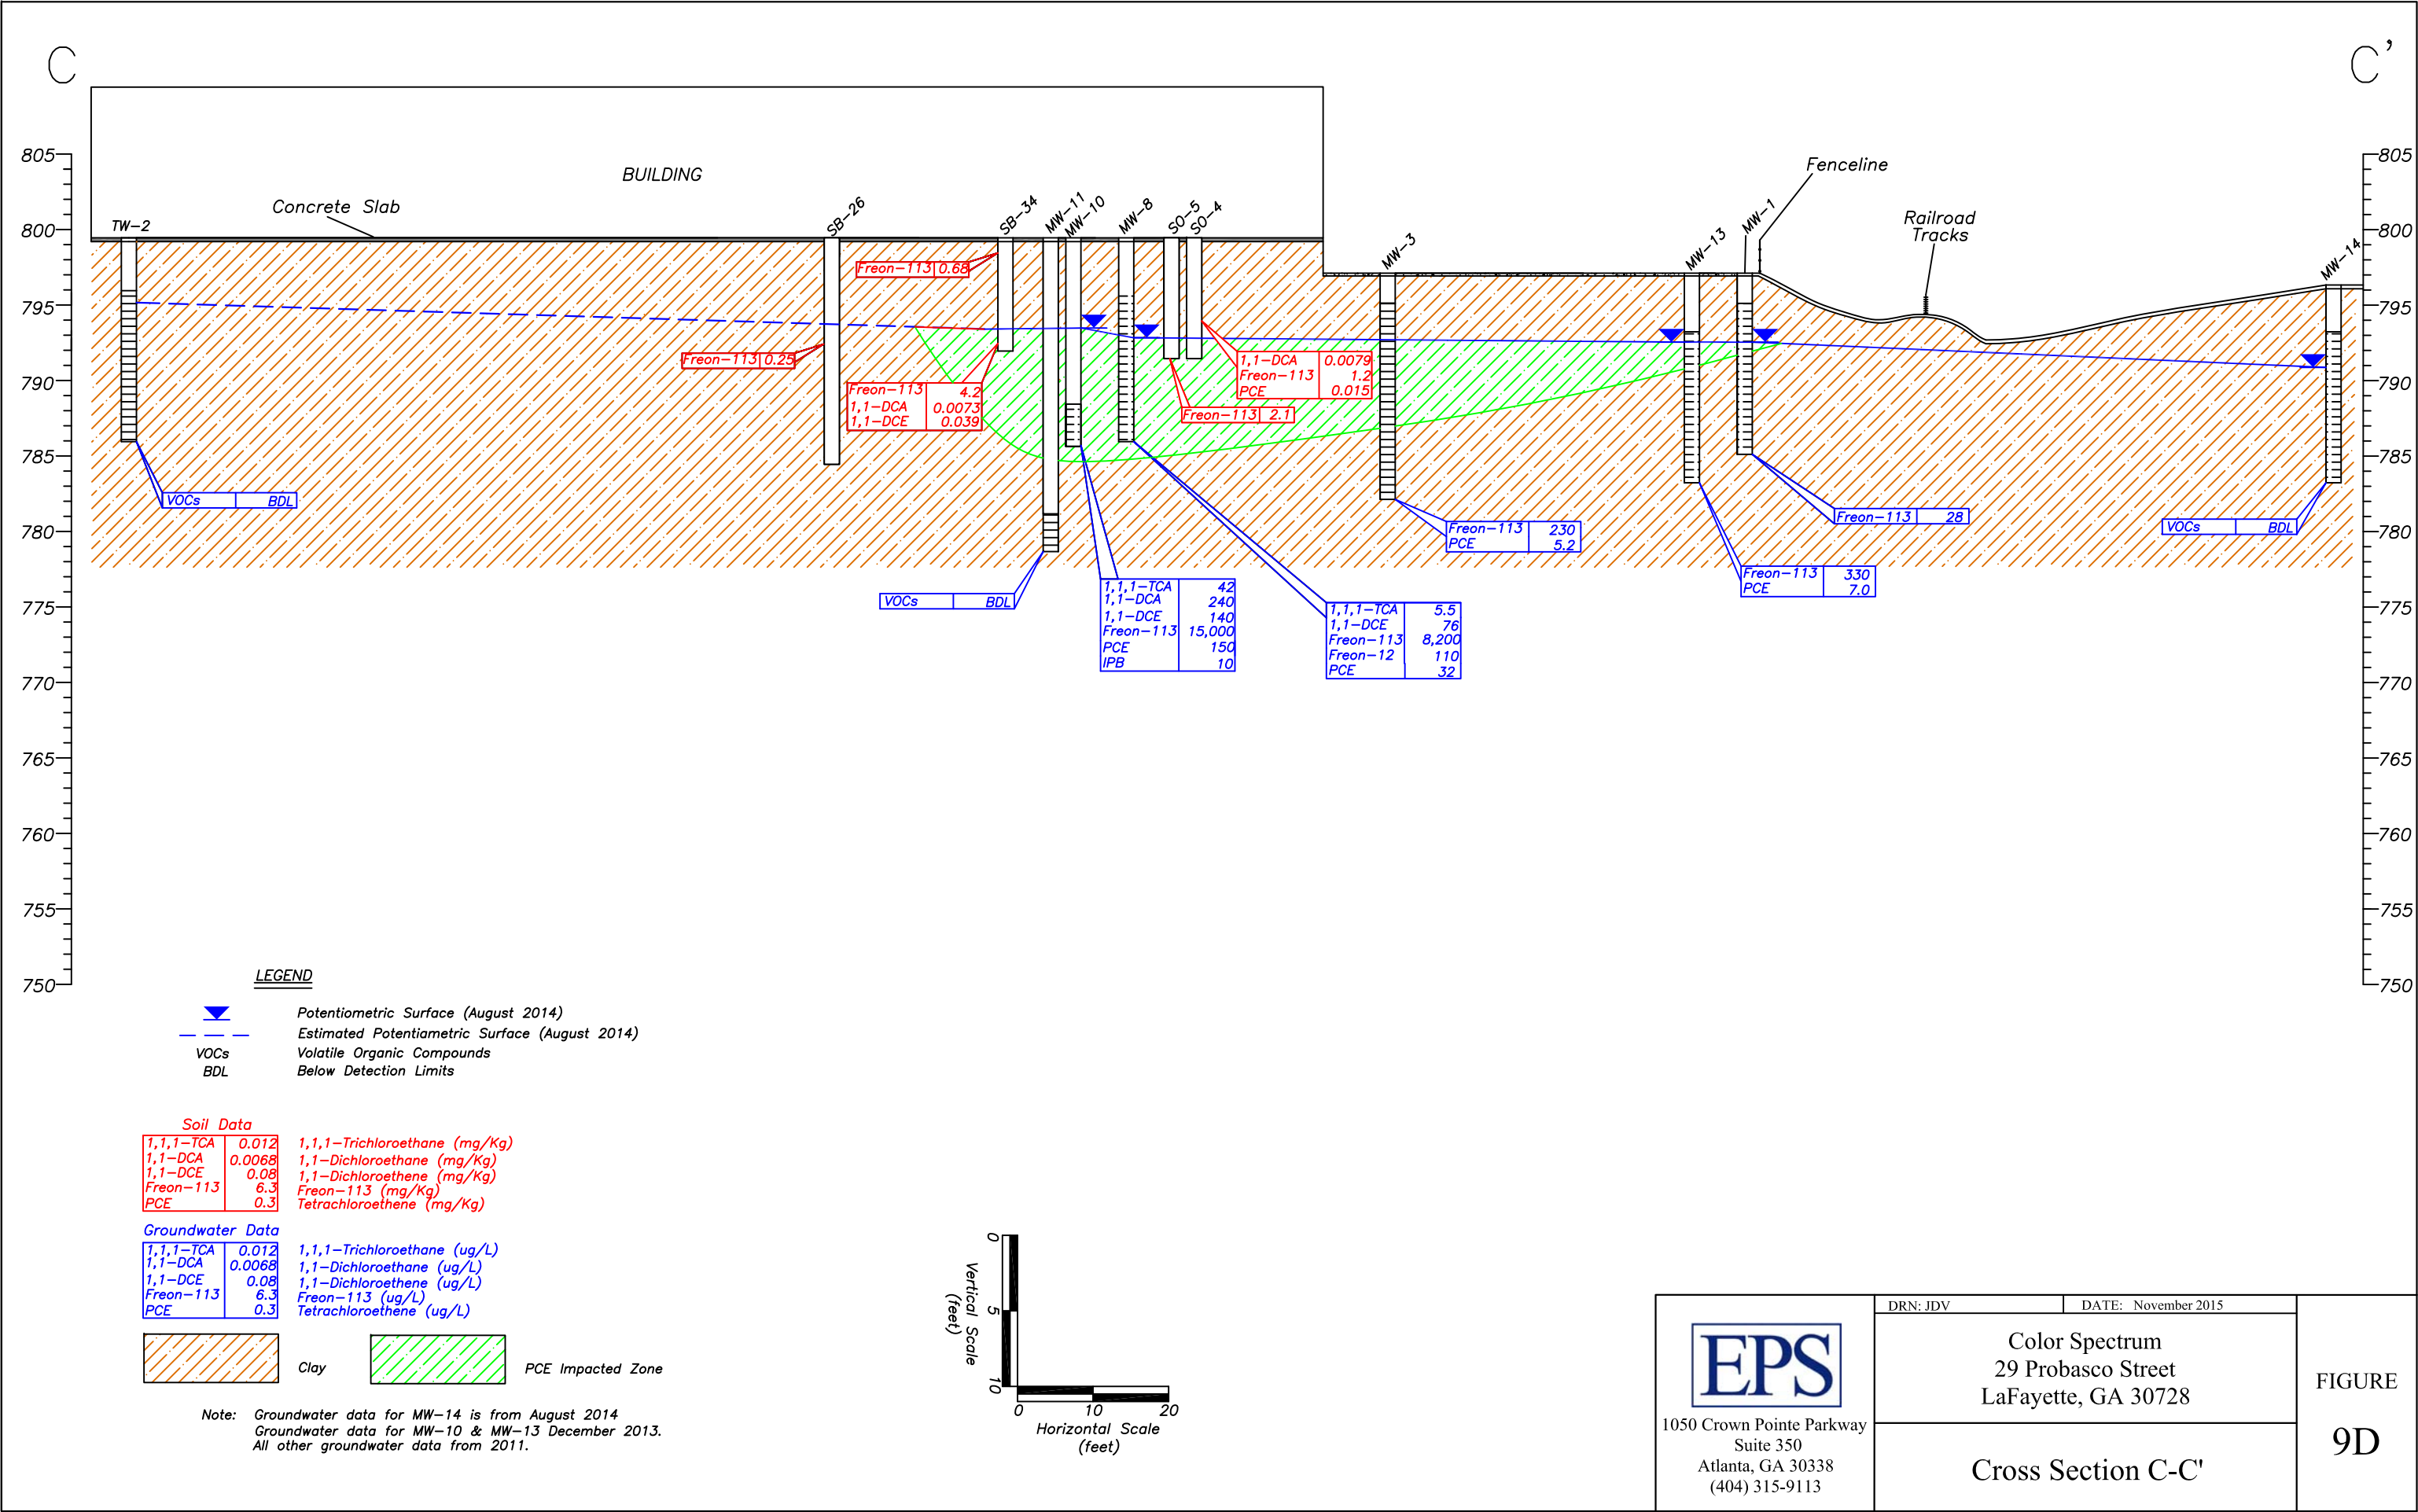 C
C'
805
800
795
790
785
780
775
770
765
760
755
750
805
800
795
790
785
780
775
770
765
760
755
750
BUILDING
Concrete Slab
Fenceline
Railroad
Tracks
TW-2
SB-26
SB-34
MW-11
MW-10
MW-8
SO-5
SO-4
MW-3
MW-13
MW-1
MW-14
Freon-113 0.68
Freon-113 0.25
Freon-113 4.2
1,1-DCA 0.0073
1,1-DCE 0.039
1,1-DCA 0.0079
Freon-113 1.2
PCE 0.015
Freon-113 2.1
VOCs BDL
VOCs BDL
1,1,1-TCA 42
1,1-DCA 240
1,1-DCE 140
Freon-113 15,000
PCE 150
IPB 10
1,1,1-TCA 5.5
1,1-DCE 76
Freon-113 8,200
Freon-12 110
PCE 32
Freon-113 230
PCE 5.2
Freon-113 330
PCE 7.0
Freon-113 28
VOCs BDL
LEGEND
Potentiometric Surface (August 2014)
Estimated Potentiametric Surface (August 2014)
VOCs Volatile Organic Compounds
BDL Below Detection Limits
Soil Data
1,1,1-TCA 0.012 1,1,1-Trichloroethane (mg/Kg)
1,1-DCA 0.0068 1,1-Dichloroethane (mg/Kg)
1,1-DCE 0.08 1,1-Dichloroethene (mg/Kg)
Freon-113 6.3 Freon-113 (mg/Kg)
PCE 0.3 Tetrachloroethene (mg/Kg)
Groundwater Data
1,1,1-TCA 0.012 1,1,1-Trichloroethane (ug/L)
1,1-DCA 0.0068 1,1-Dichloroethane (ug/L)
1,1-DCE 0.08 1,1-Dichloroethene (ug/L)
Freon-113 6.3 Freon-113 (ug/L)
PCE 0.3 Tetrachloroethene (ug/L)
Clay
PCE Impacted Zone
Note: Groundwater data for MW-14 is from August 2014
Groundwater data for MW-10 & MW-13 December 2013.
All other groundwater data from 2011.
Vertical Scale
(feet)
0
5
10
0 10 20
Horizontal Scale
(feet)
EPS
1050 Crown Pointe Parkway
Suite 350
Atlanta, GA 30338
(404) 315-9113
DRN: JDV
DATE: November 2015
Color Spectrum
29 Probasco Street
LaFayette, GA 30728
Cross Section C-C'
FIGURE
9D